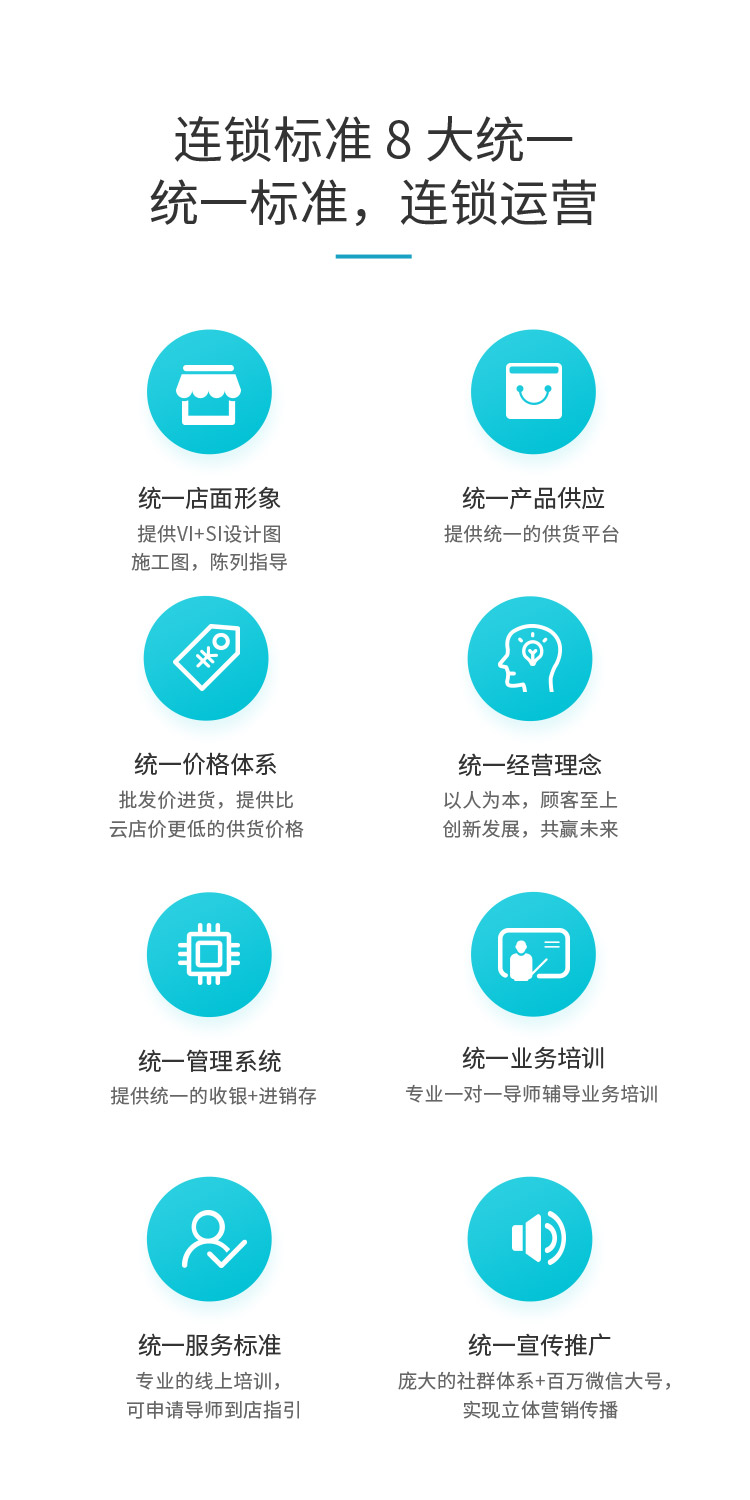 连锁标准 8 大统一
统一标准，连锁运营
统一店面形象
提供VI+SI设计图
施工图，陈列指导
统一产品供应
提供统一的供货平台
统一价格体系
批发价进货，提供比
云店价更低的供货价格
统一经营理念
以人为本，顾客至上
创新发展，共赢未来
统一管理系统
提供统一的收银+进销存
统一业务培训
专业一对一导师辅导业务培训
统一服务标准
专业的线上培训，
可申请导师到店指引
统一宣传推广
庞大的社群体系+百万微信大号，
实现立体营销传播